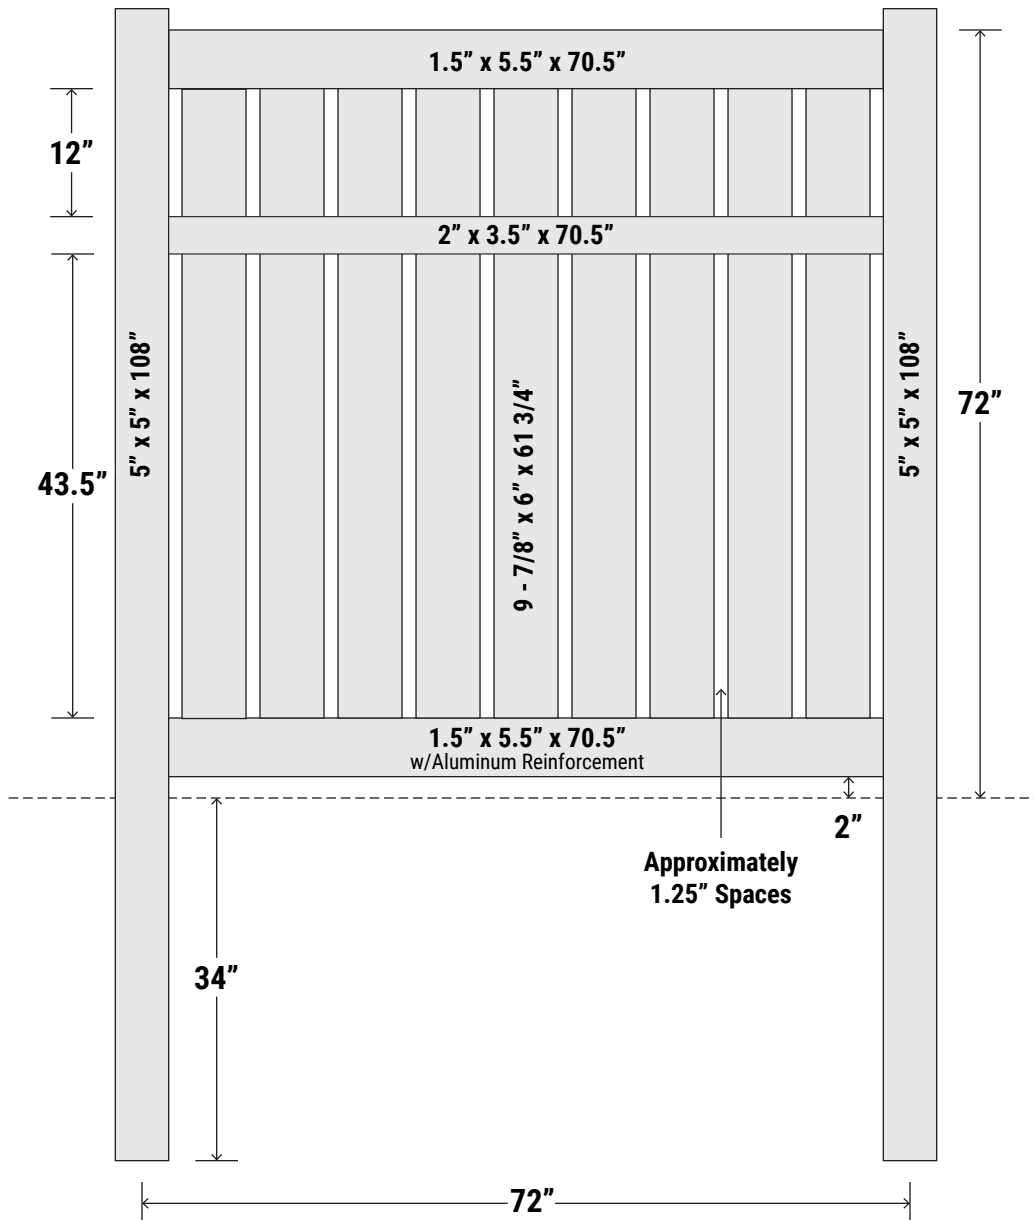 1.5” x 5.5” x 70.5”
12”
2” x 3.5” x 70.5”
5” x 5” x 108”
5” x 5” x 108”
72”
43.5”
9 - 7/8” x 6” x 61 3/4”
1.5” x 5.5” x 70.5”
w/Aluminum Reinforcement
2”
Approximately
1.25” Spaces
34”
72”